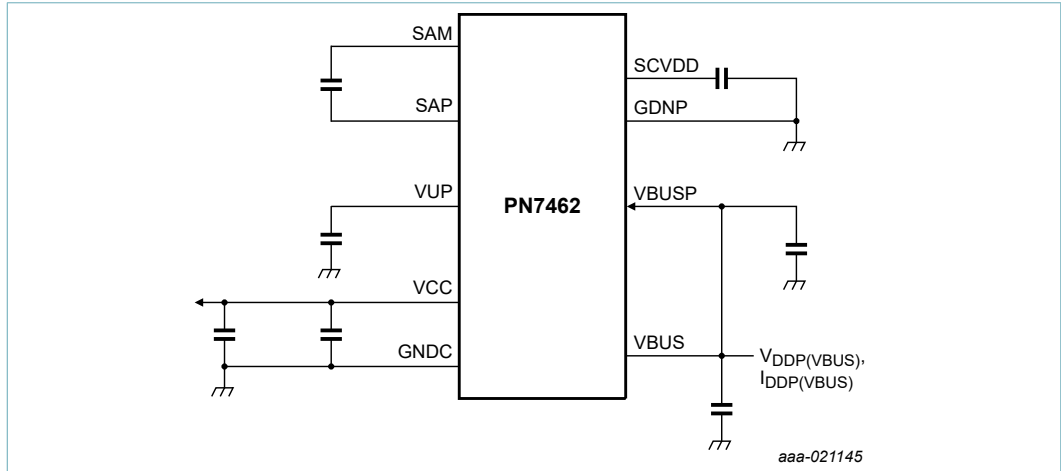 SAM
SAP
VUP
VCC
GNDC
PN7462
SCVDD
GDNP
VBUSP
VBUS
VDDP(VBUS),
IDDP(VBUS)
aaa-021145